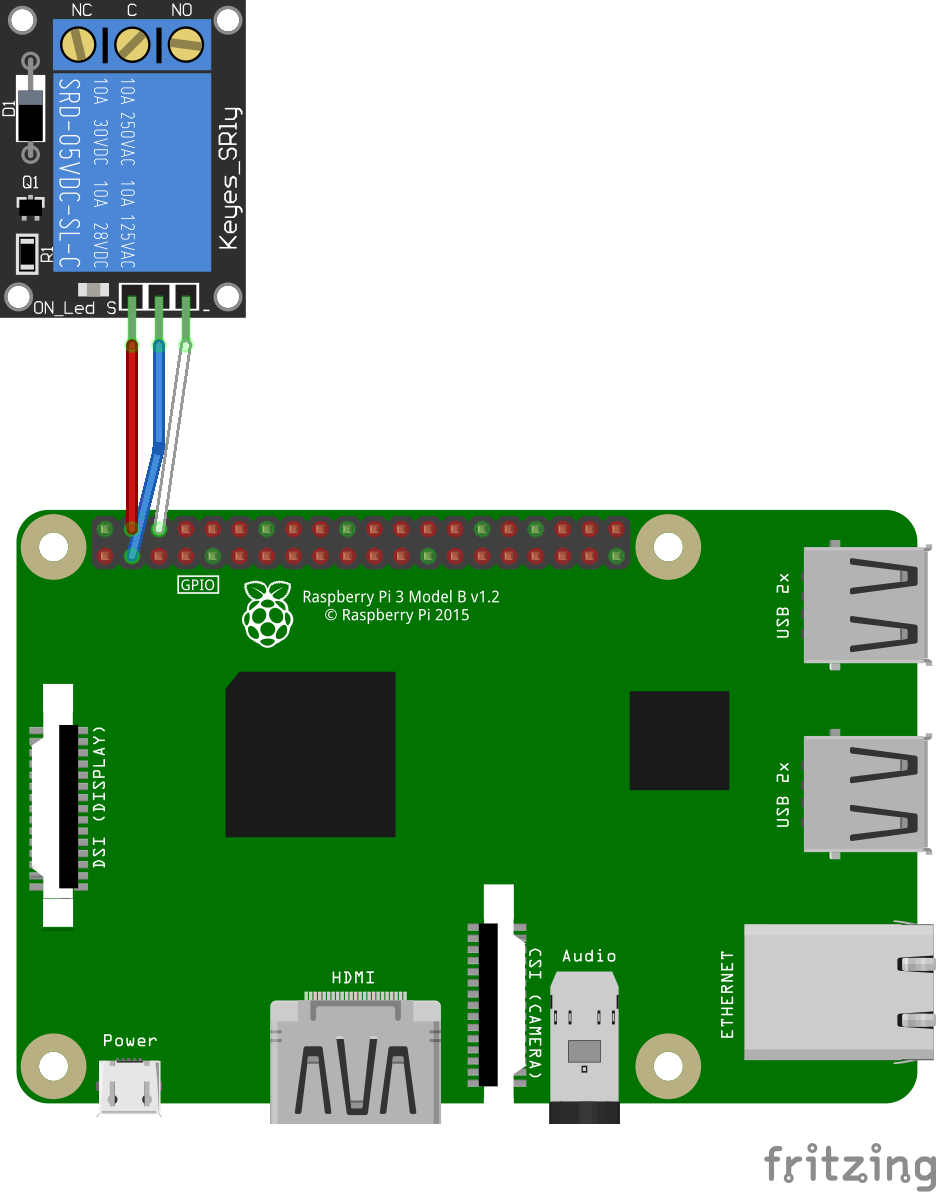 NC C NO
D1
SRD-05VDC-SL-C
10A 30VDC 10A 28VDC
10A 250VAC 10A 125VAC
Keyes_SRly
Q1
R1
ON_Led S -
GPIO
Raspberry Pi 3 Model B v1.2
© Raspberry Pi 2015
USB 2x
USB 2x
DSI (DISPLAY)
CSI (CAMERA)
Audio
ETHERNET
HDMI
Power
fritzing